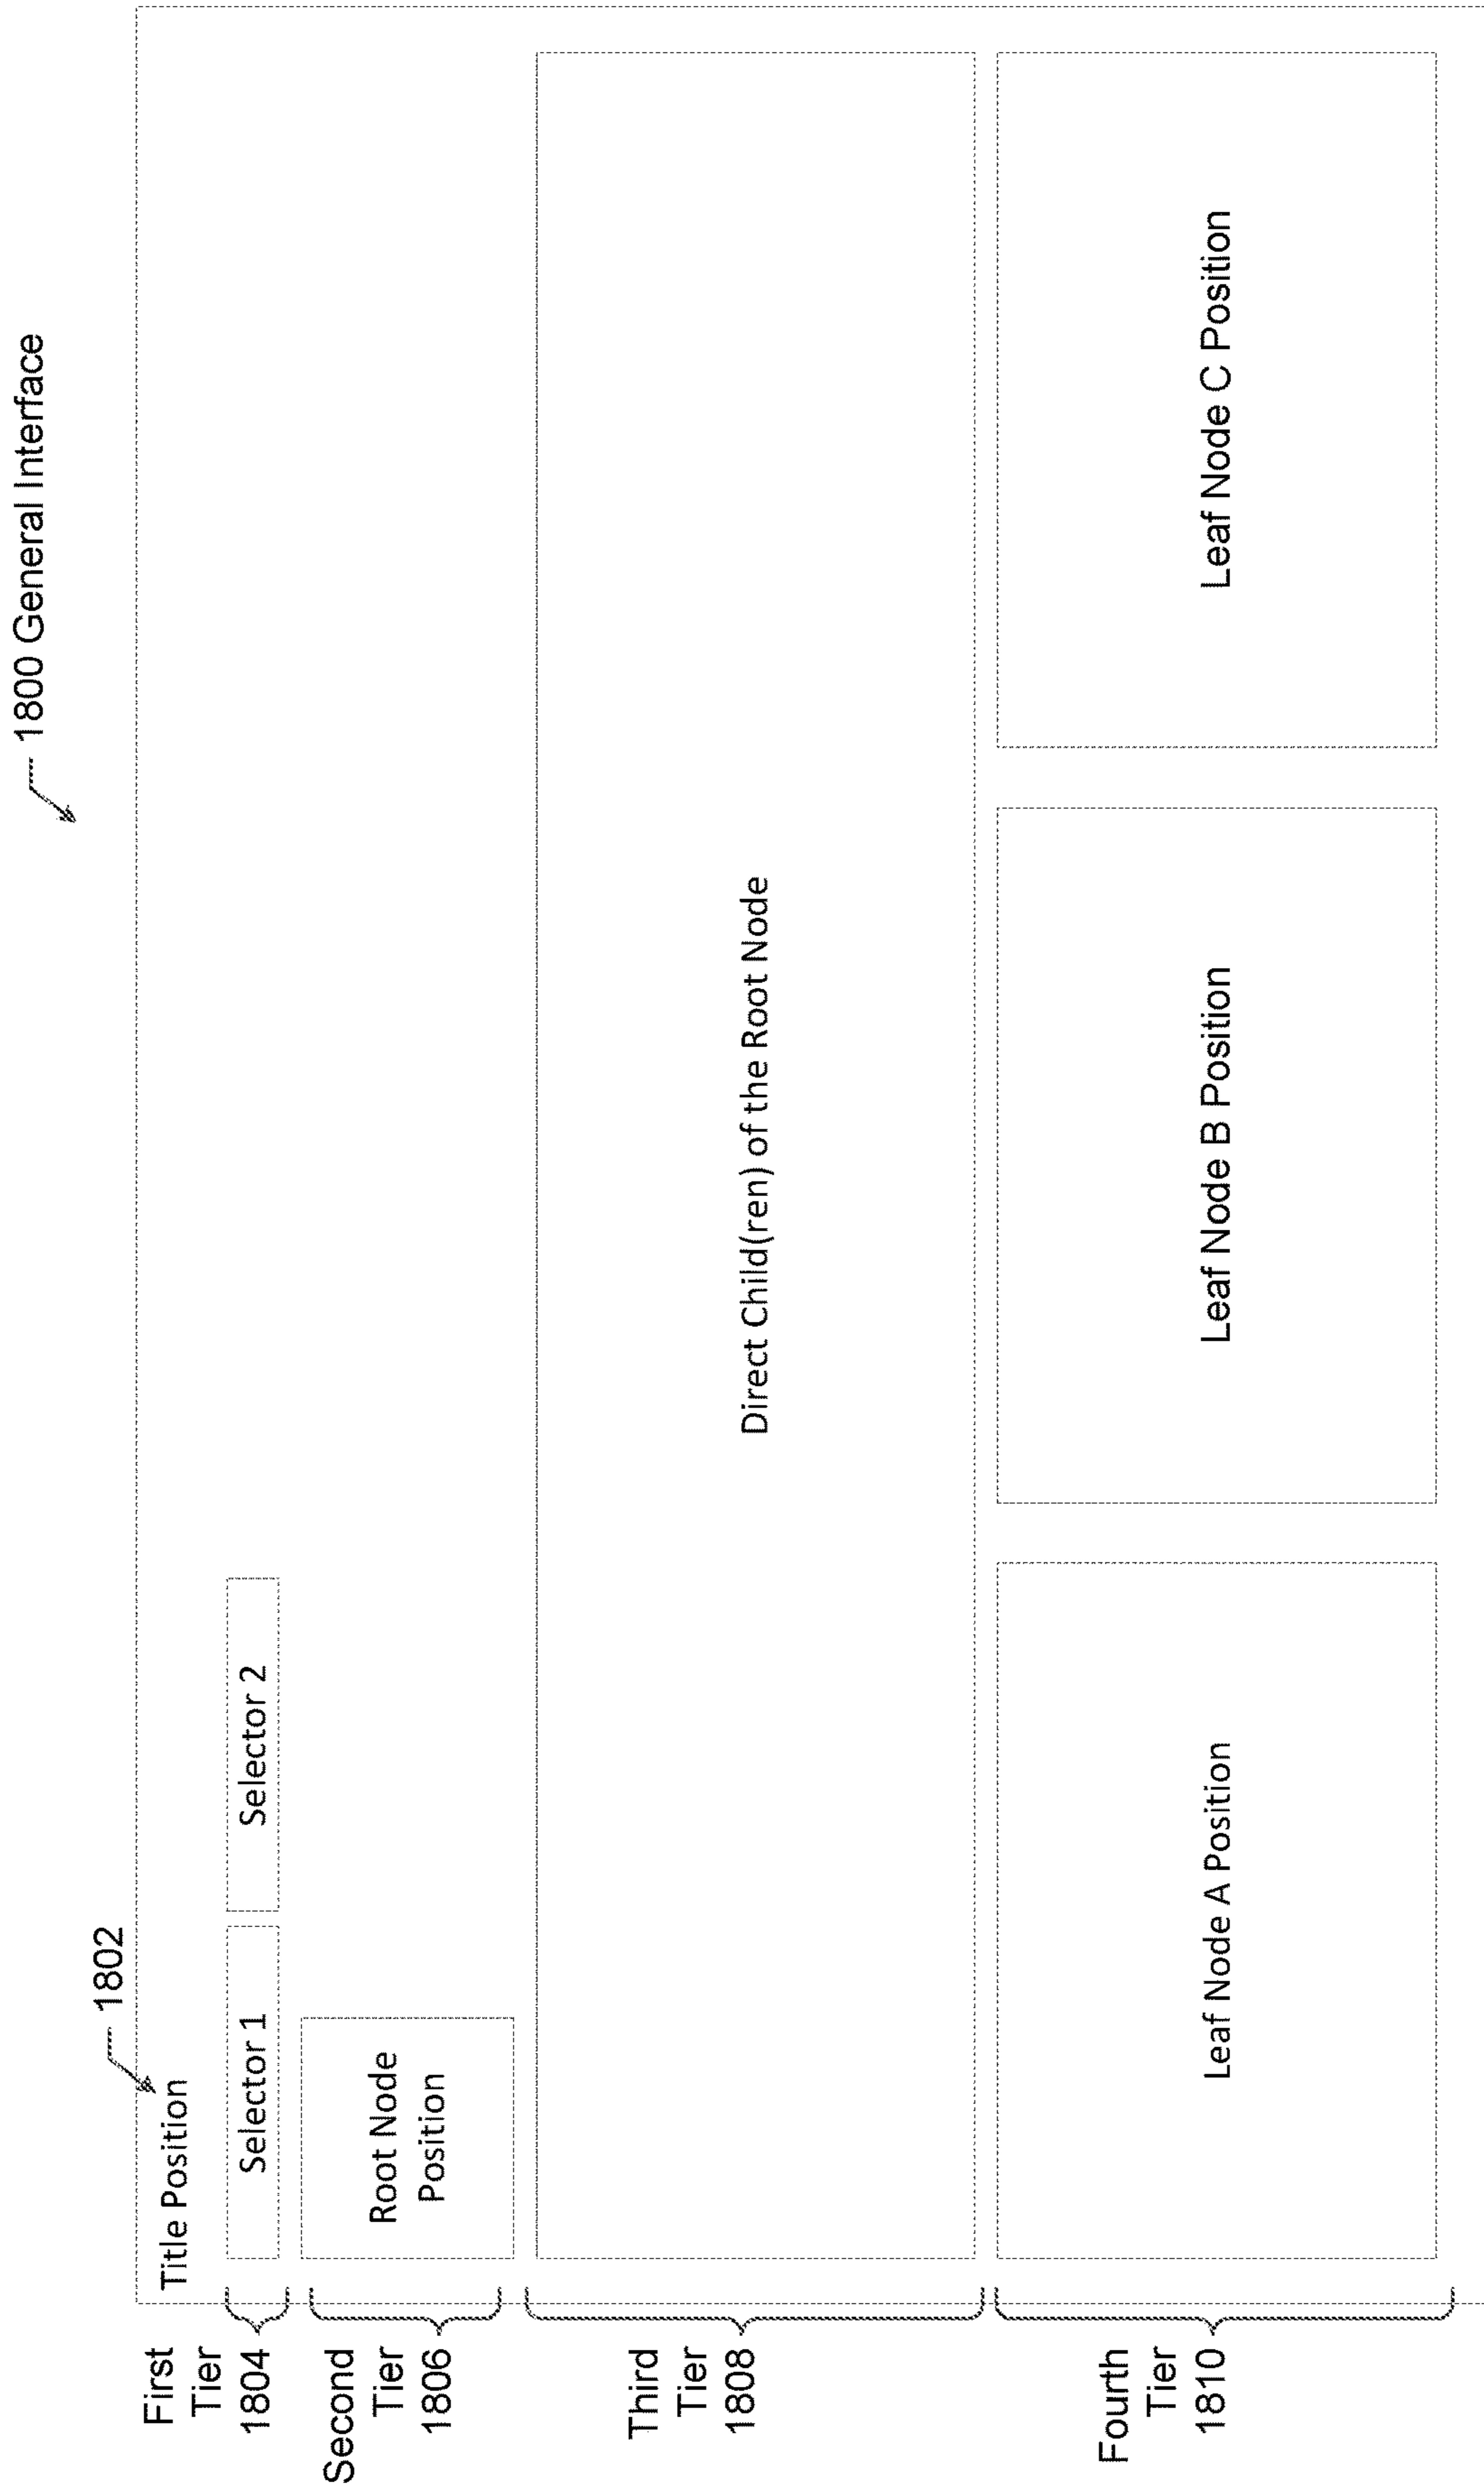 1800 General Interface
1802
Title Position
First
Tier
1804
Selector 1
Selector 2
Second
Tier
1806
Root Node
Position
Third
Tier
1808
Direct Child(ren) of the Root Node
Fourth
Tier
1810
Leaf Node A Position
Leaf Node B Position
Leaf Node C Position